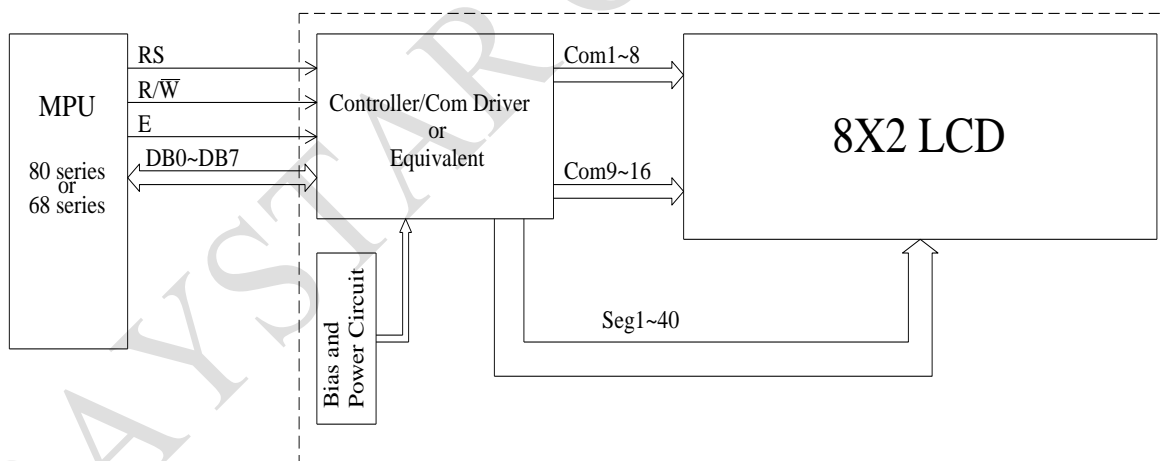 MPU
80 series
or
68 series
RS
R/W̅
E
DB0~DB7
Controller/Com Driver
or
Equivalent
Bias and
Power Circuit
Com1~8
Com9~16
Seg1~40
8X2 LCD
AYSTAR